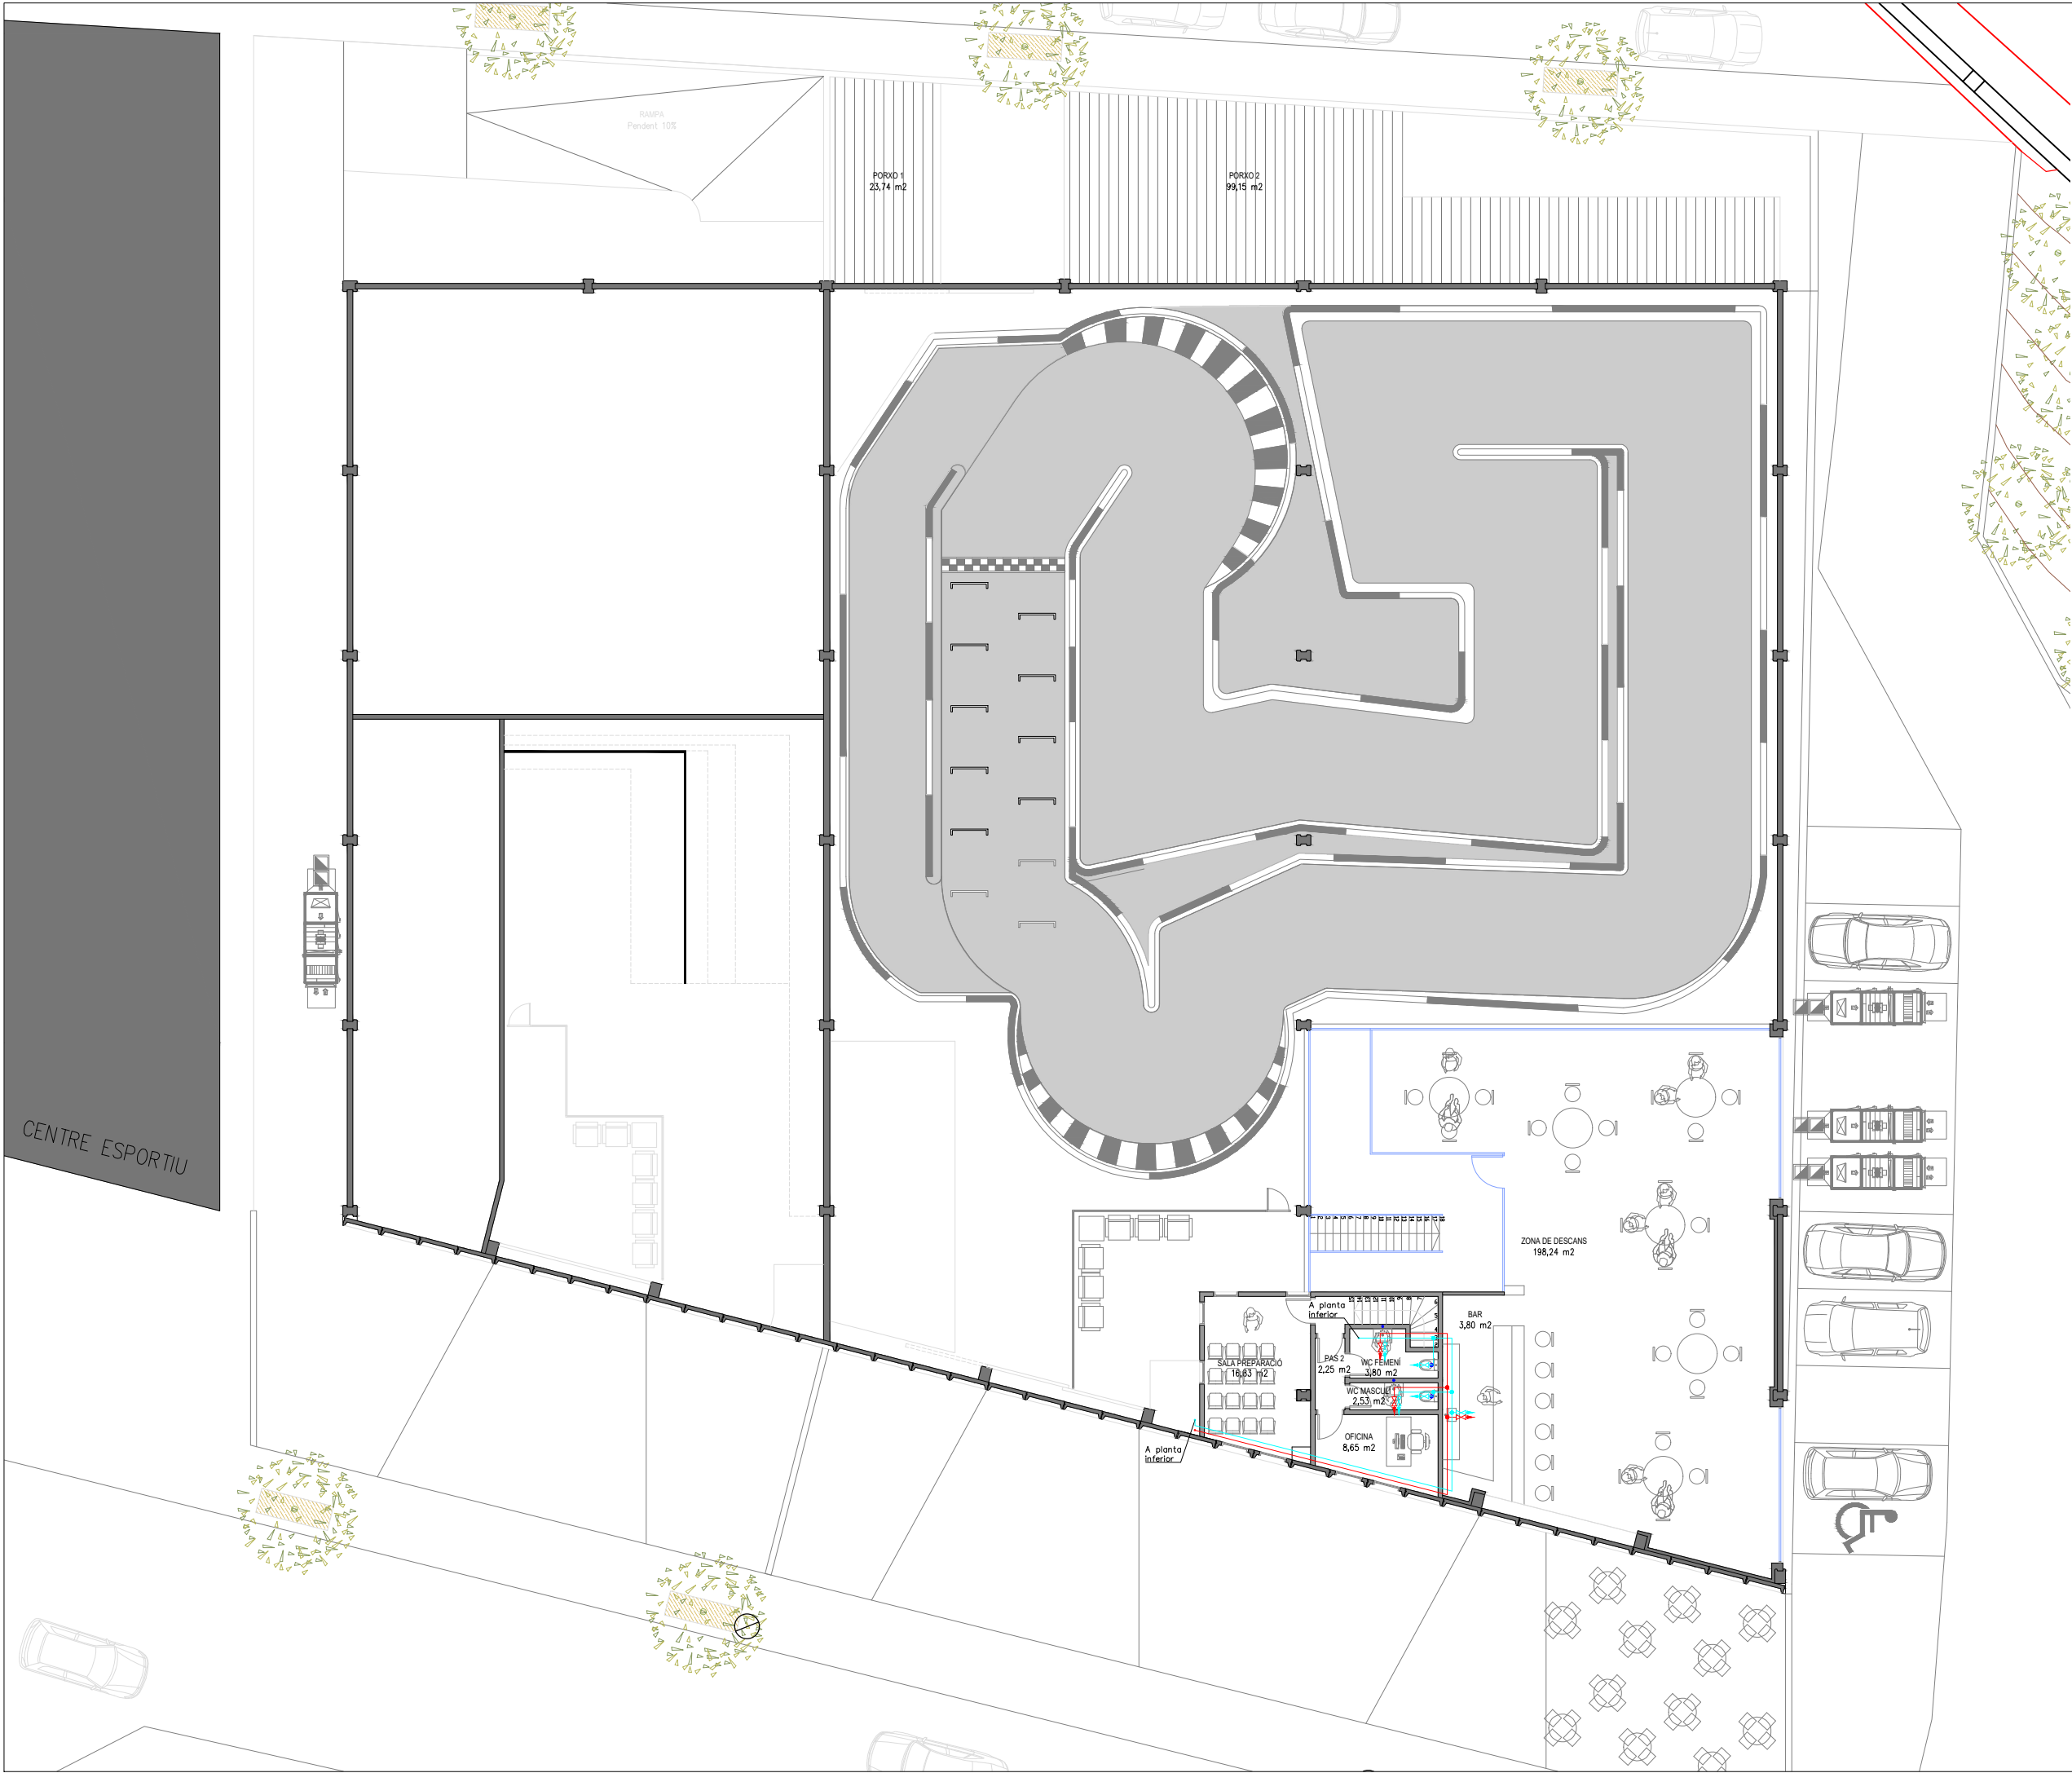 RAMPA
Pendent 10%
PORXO 1
23,74 m2
PORXO 2
99,15 m2
CENTRE ESPORTIU
ZONA DE DESCANS
198,24 m2
A planta
inferior
BAR
3,80 m2
SALA PREPARACIÓ
16,63 m2
PAS 2
2,25 m2
WC FEMENÍ
3,80 m2
WC MASCULÍ
2,53 m2
OFICINA
8,65 m2
A planta
inferior